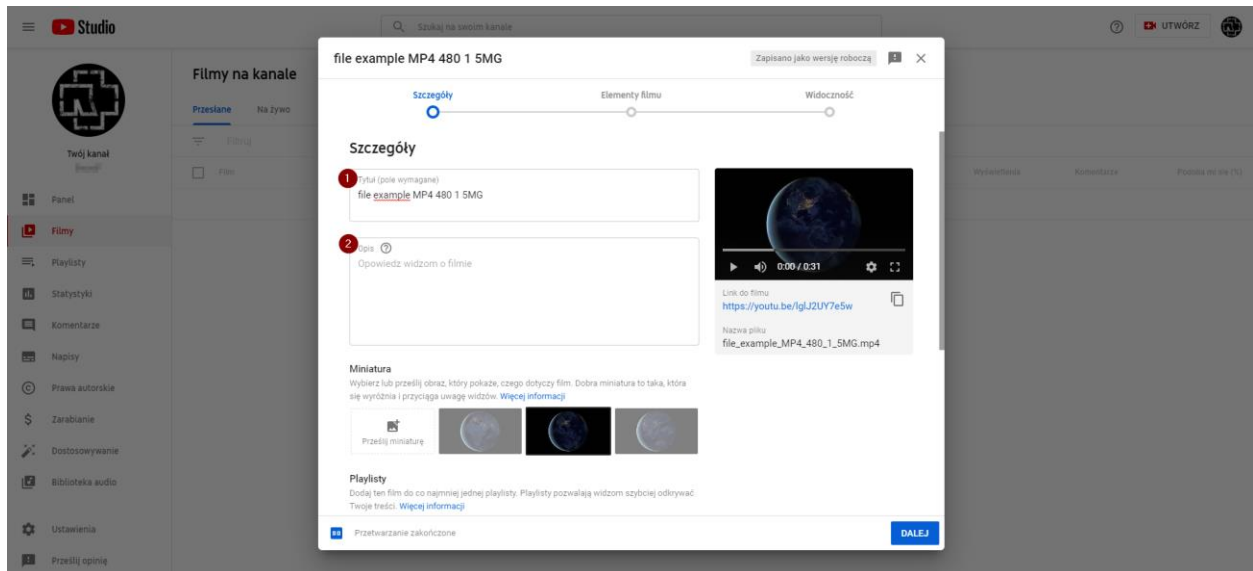 Studio
Szukaj na swoim kanale
UTWÓRZ
Twój kanał
Panel
Filmy
Playlisty
Statystyki
Komentarze
Napisy
Prawa autorskie
Zarabianie
Dostosowywanie
Biblioteka audio
Ustawienia
Prześlij opinię
Filmy na kanale
Przesłane Na żywo
Filtruj
Film
Wyświetlenia Komentarze
file example MP4 480 1 5MG
Zapisano jako wersję roboczą
Szczegóły Elementy filmu Widoczność
Szczegóły
1 Tytuł (pole wymagane)
file example MP4 480 1 5MG
2 Opis
Opowiedz widzom o filmie
0:00 / 0:31
Link do filmu
https://youtu.be/lglJ2UY7e5w
Nazwa pliku
file_example_MP4_480_1_5MG.mp4
Miniatura
Wybierz lub prześlij obraz, który pokaże, czego dotyczy film. Dobra miniatura to taka, która
się wyróżnia i przyciąga uwagę widzów. Więcej informacji
Prześlij miniaturę
Playlisty
Dodaj ten film do co najmniej jednej playlisty. Playlisty pozwalają widzom szybciej odkrywać
Twoje treści. Więcej informacji
Przetwarzanie zakończone
DALEJ